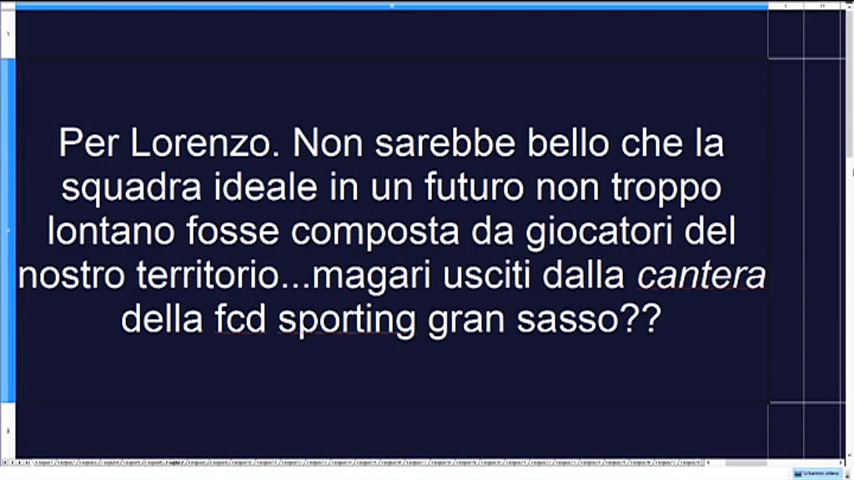 Per Lorenzo. Non sarebbe bello che la
squadra ideale in un futuro non troppo
lontano fosse composta da giocatori del
nostro territorio...magari usciti dalla cantera
della fcd sporting gran sasso??